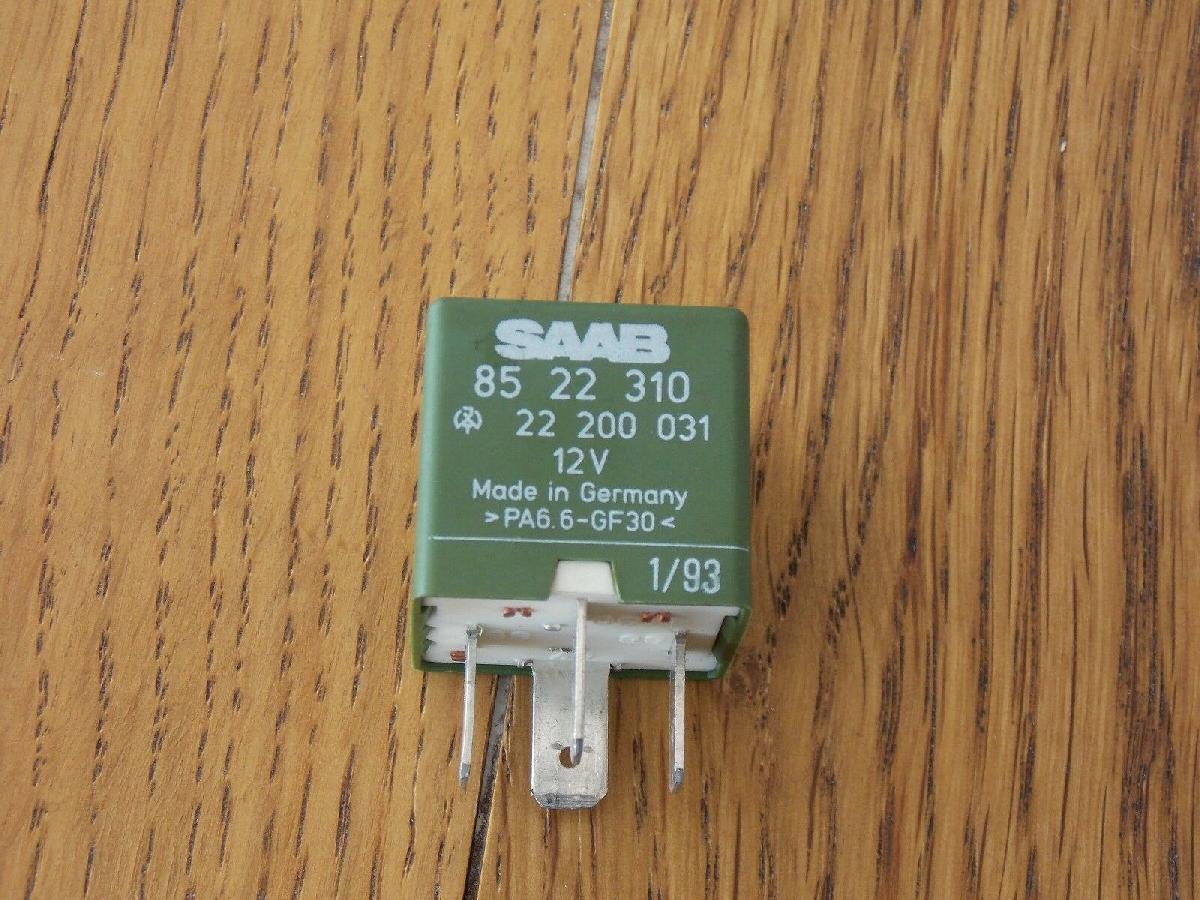 SAAB
85 22 310
22 200 031
12V
Made in Germany
>PA6.6-GF30<
1/93